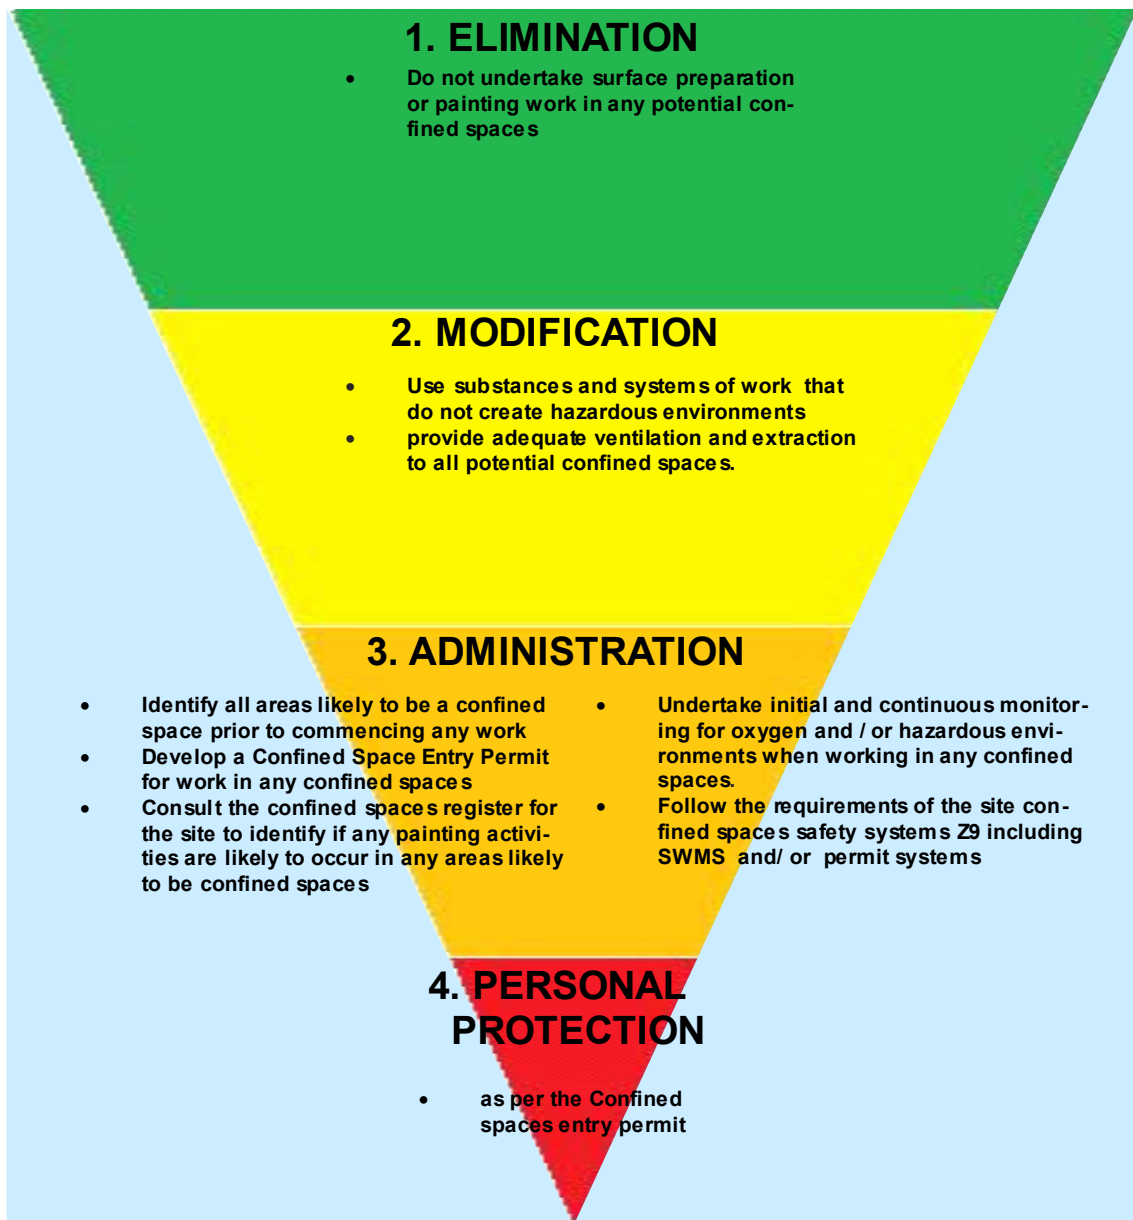 1. ELIMINATION
• Do not undertake surface preparation
or painting work in any potential con-
fined spaces
2. MODIFICATION
• Use substances and systems of work that
do not create hazardous environments
• provide adequate ventilation and extraction
to all potential confined spaces.
3. ADMINISTRATION
• Identify all areas likely to be a confined
space prior to commencing any work
• Develop a Confined Space Entry Permit
for work in any confined spaces
• Consult the confined spaces register for
the site to identify if any painting activi-
ties are likely to occur in any areas likely
to be confined spaces
• Undertake initial and continuous monitor-
ing for oxygen and / or hazardous envi-
ronments when working in any confined
spaces.
• Follow the requirements of the site con-
fined spaces safety systems Z9 including
SWMS and/ or permit systems
4. PERSONAL
PROTECTION
• as per the Confined
spaces entry permit